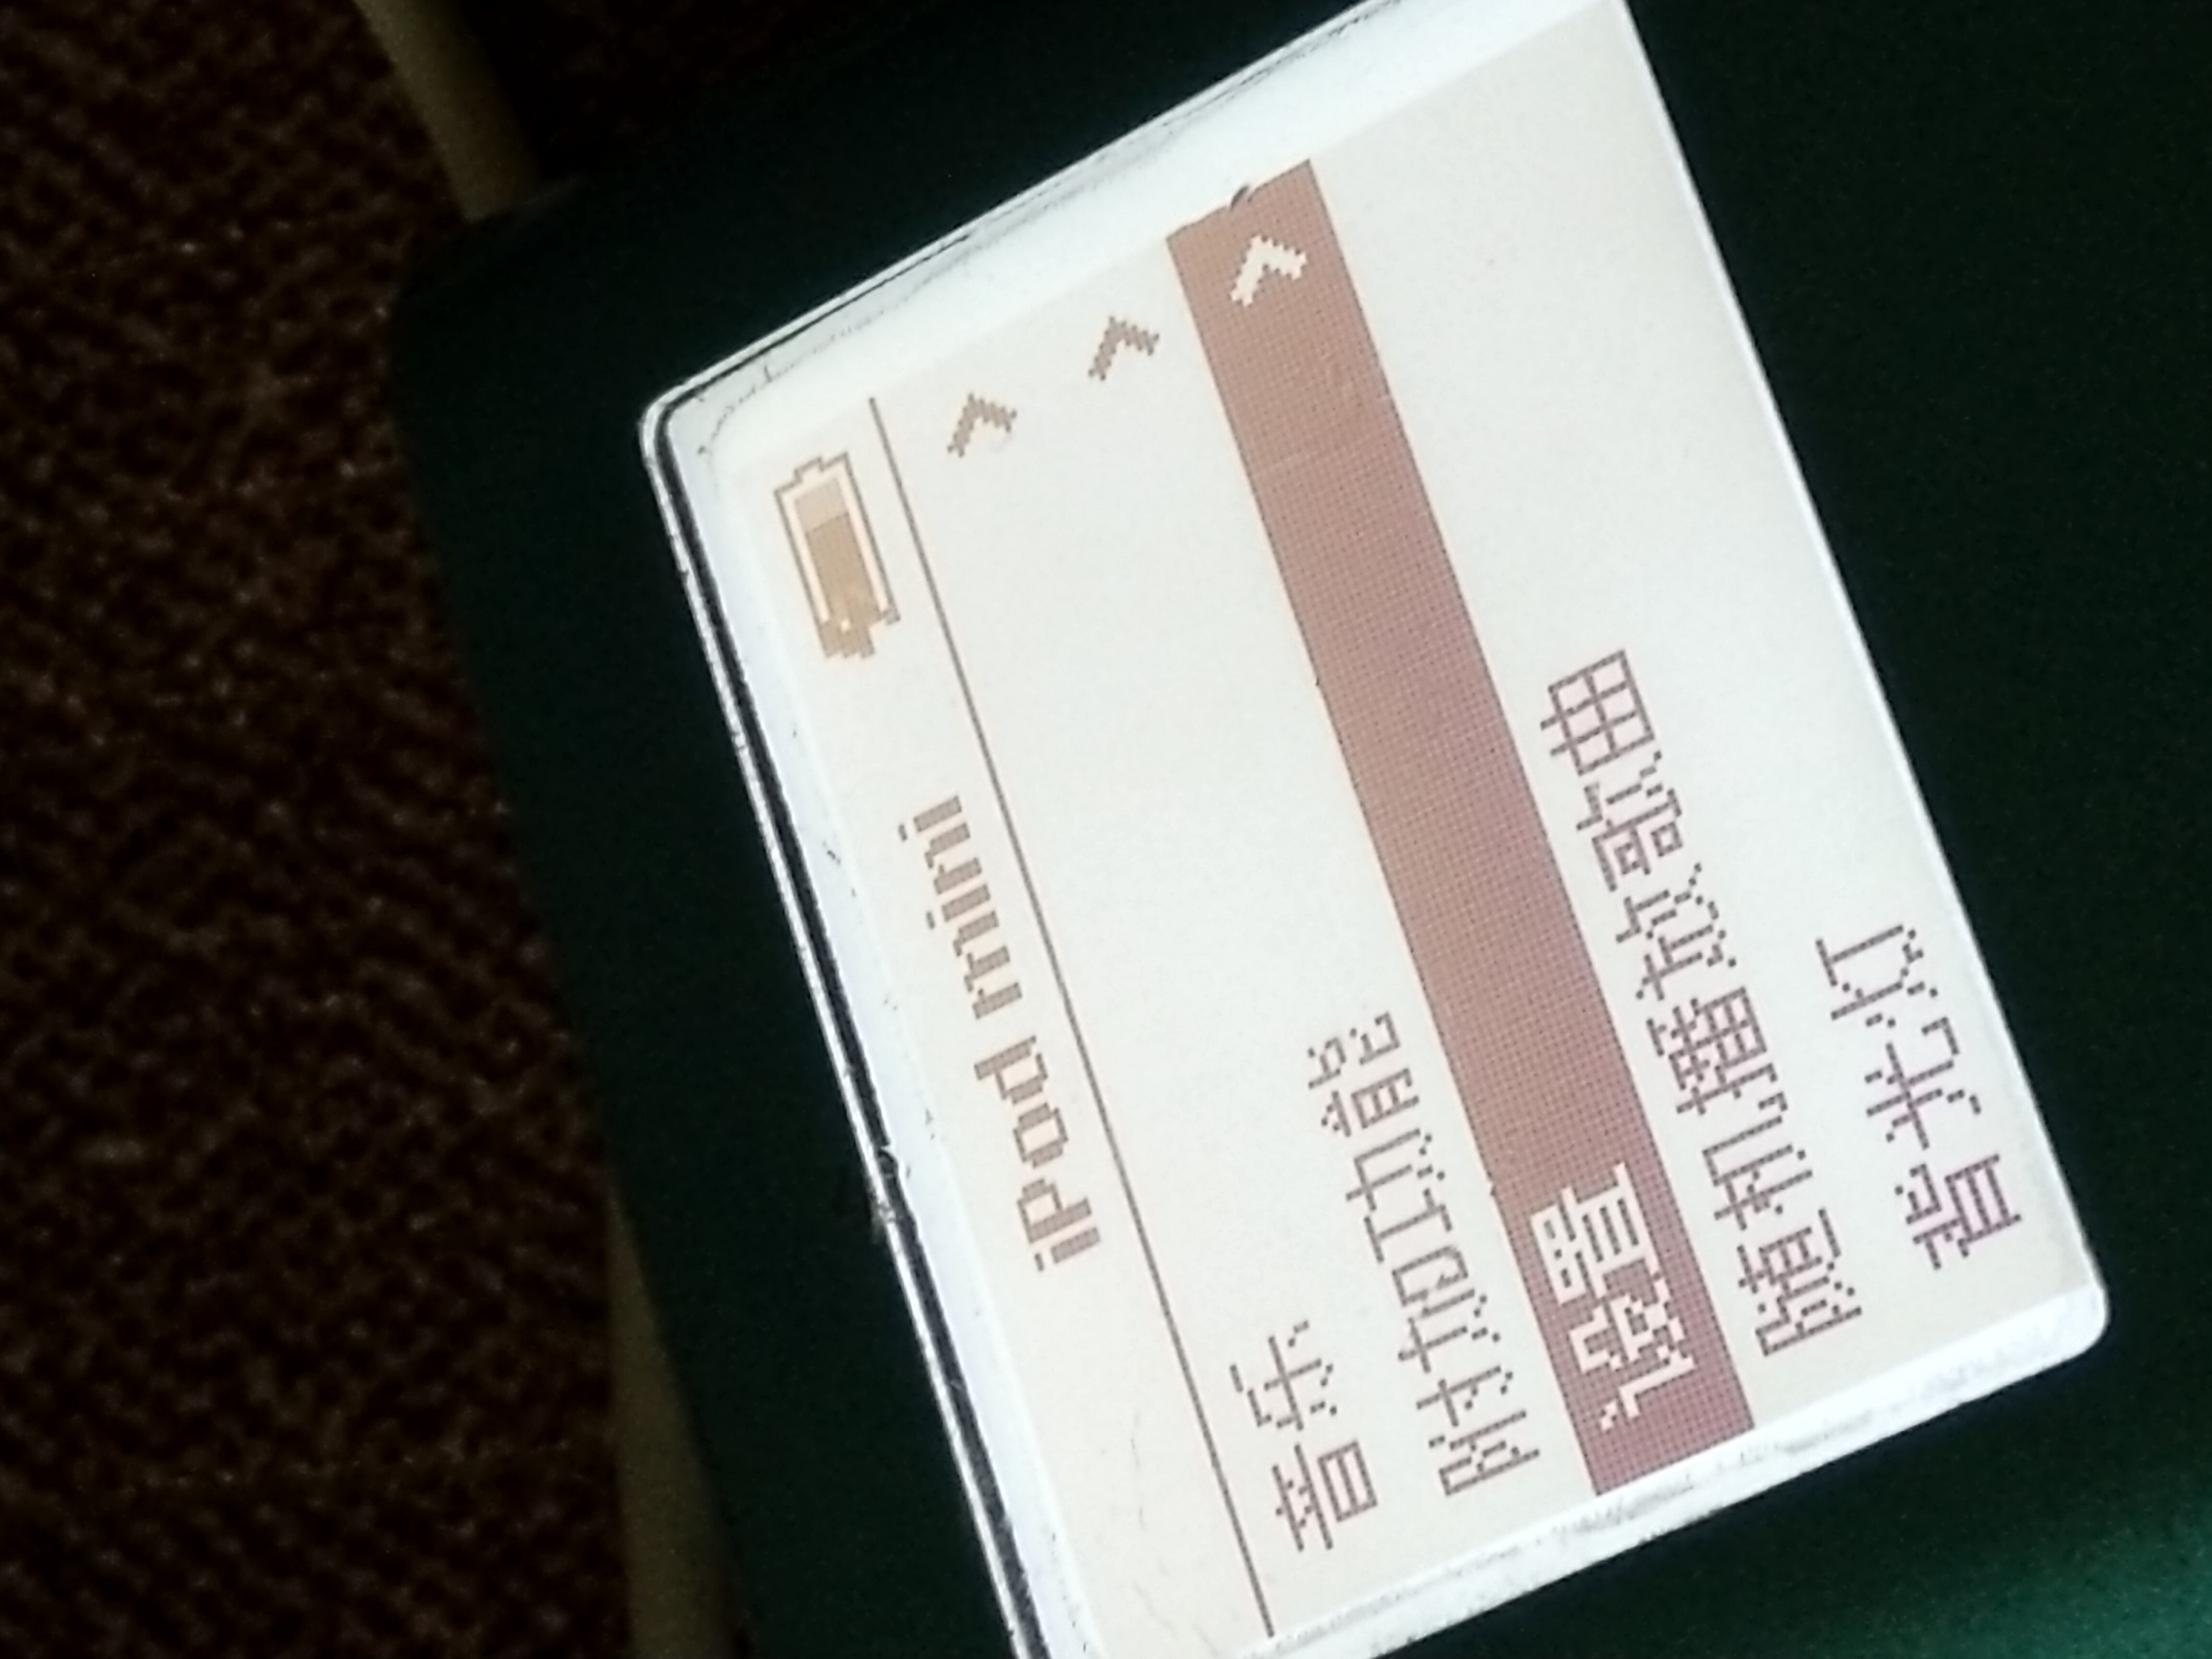 iPod mini
音乐
附加功能
设置
随机播放歌曲
背光灯